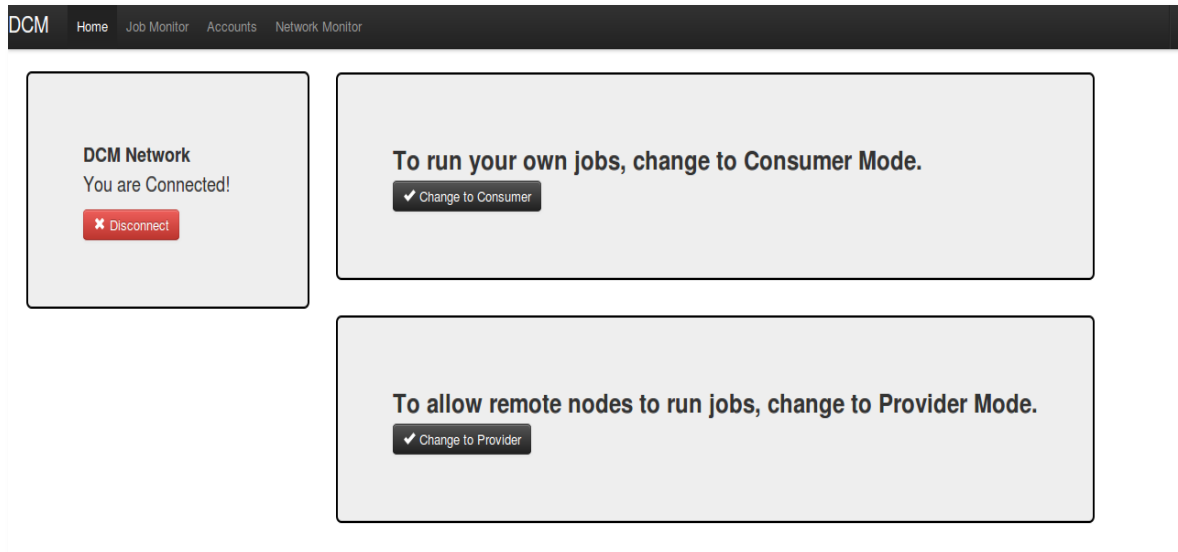 DCM Home Job Monitor Accounts Network Monitor
DCM Network
You are Connected!
Disconnect
To run your own jobs, change to Consumer Mode.
Change to Consumer
To allow remote nodes to run jobs, change to Provider Mode.
Change to Provider